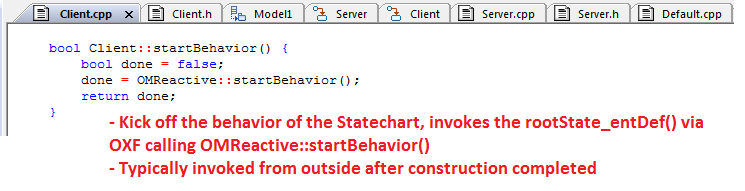 Client.cpp Client.h Model1 Server Client Server.cpp Server.h Default.cpp
bool Client::startBehavior() {
bool done = false;
done = OMReactive::startBehavior();
return done;
}
- Kick off the behavior of the Statechart, invokes the rootState_entDef() via
OXF calling OMReactive::startBehavior()
- Typically invoked from outside after construction completed